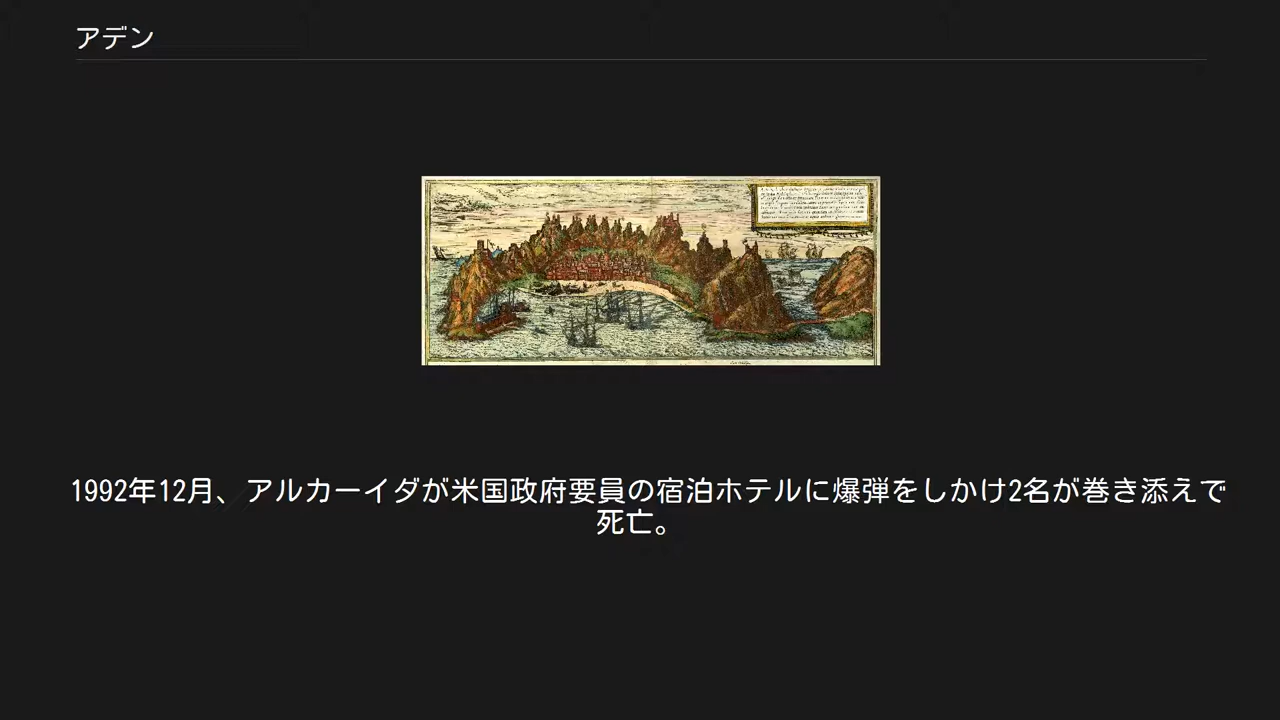 アデン
1992年12月、アルカーイダが米国政府要員の宿泊ホテルに爆弾をしかけ2名が巻き添えで
死亡。